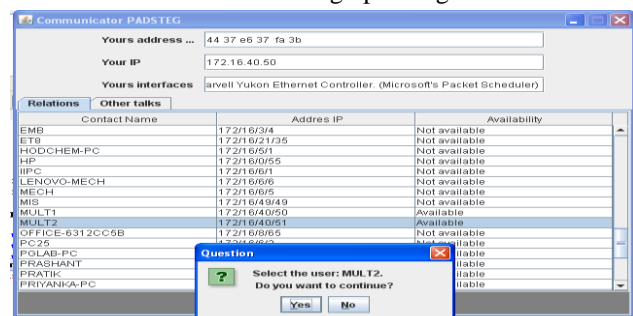 Communicator PADSTEG
Yours address ... 44 37 e6 37 fa 3b
Your IP 172.16.40.50
Yours interfaces arvell Yukon Ethernet Controller. (Microsoft's Packet Scheduler)
Relations Other talks
Contact Name Addres IP Availability
EMB 172/16/3/4 Not available
ET8 172/16/21/35 Not available
HODCHEM-PC 172/16/5/1 Not available
HP 172/16/0/55 Not available
IIPC 172/16/6/1 Not available
LENOVO-MECH 172/16/6/6 Not available
MECH 172/16/6/5 Not available
MIS 172/16/49/49 Not available
MULT1 172/16/40/50 Available
MULT2 172/16/40/51 Available
OFFICE-6312CC5B 172/16/8/65 Not available
PC25
POLAB-PC ilable
PRASHANT ilable
PRATIK ilable
PRIYANKA-PC ilable
Question
Select the user: MULT2.
Do you want to continue?
Yes No